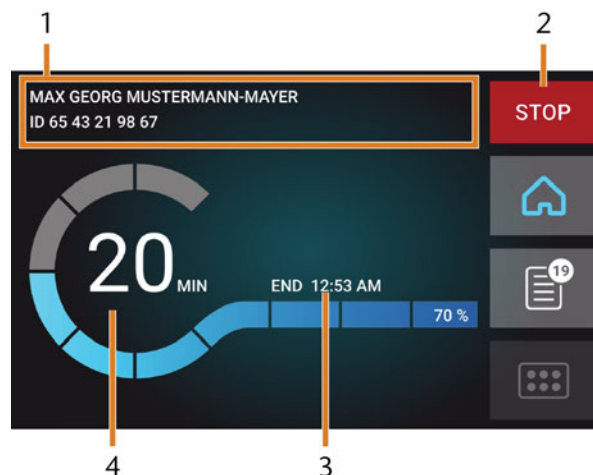 1
2
MAX GEORG MUSTERMANN-MAYER
ID 65 43 21 98 67
STOP
20 MIN
END 12:53 AM
19
70 %
4
3